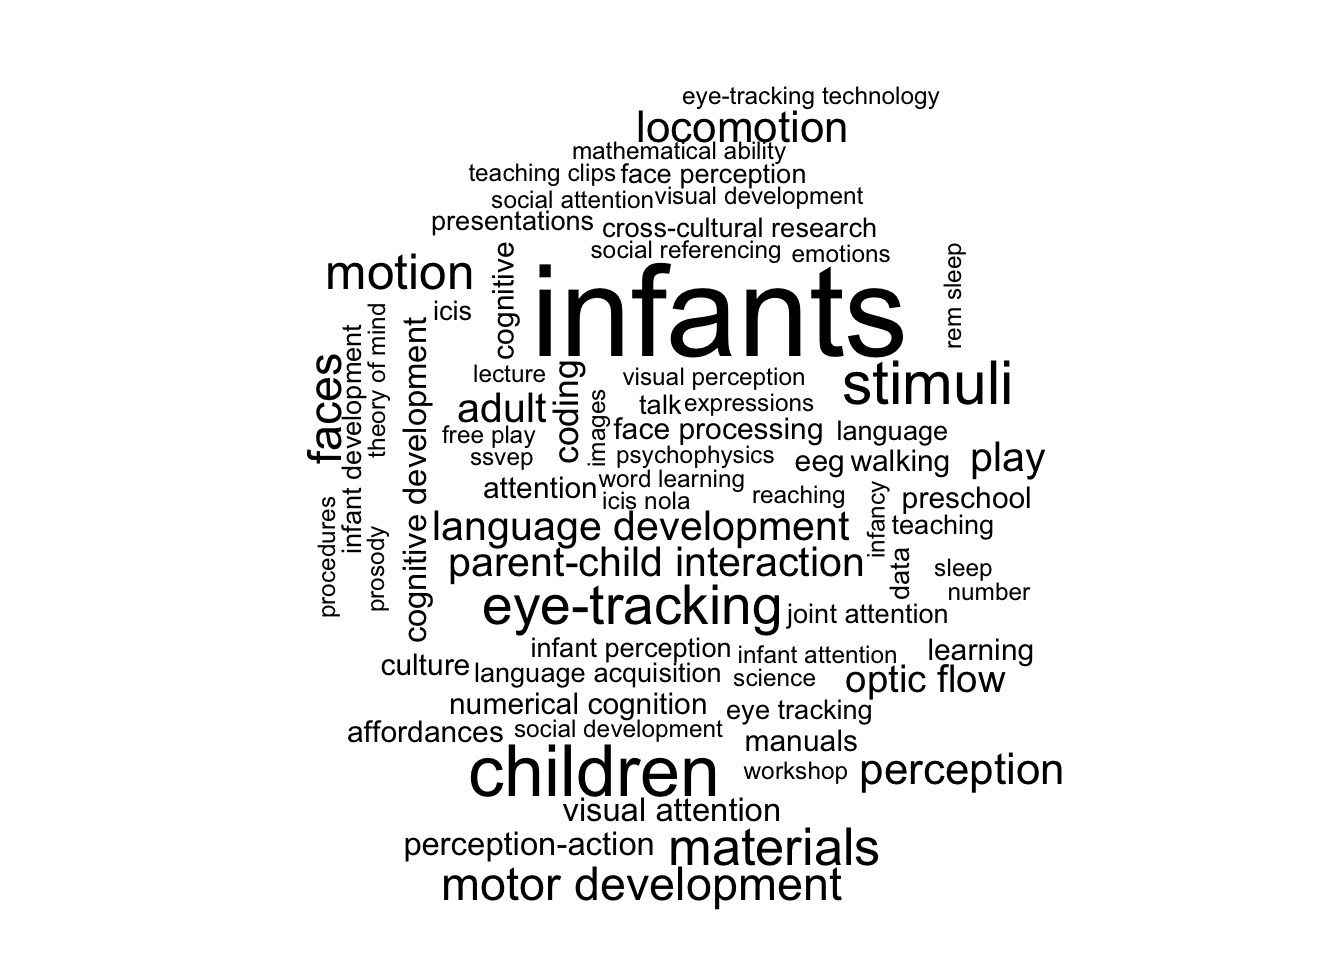 eye-tracking technology
locomotion
mathematical ability
teaching clips face perception
social attention visual development
presentations cross-cultural research
social referencing emotions
motion
cognitive
infants
rem sleep
icis
faces
infant development
theory of mind
cognitive development
lecture
coding
visual perception
stimuli
adult
images
talk expressions
free play
face processing language
ssvep
psychophysics
eeg walking play
attention
word learning
icis nola
reaching
infancy
preschool
procedures
prosody
language development
teaching
parent-child interaction
data
sleep
number
eye-tracking joint attention
infant perception infant attention learning
culture language acquisition science optic flow
numerical cognition eye tracking
affordances social development manuals
children workshop perception
visual attention
perception-action materials
motor development